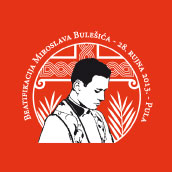 Beatifikacija Miroslava Bulešića - 28. rujna 2013. - Pula